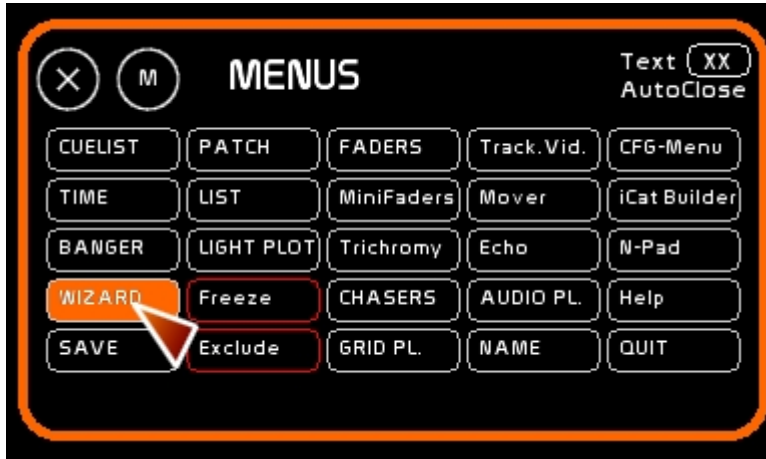 X M MENUS Text XX
AutoClose
CUELIST PATCH FADERS Track.Vid. CFG-Menu
TIME LIST MiniFaders Mover iCat Builder
BANGER LIGHT PLOT Trichromy Echo N-Pad
WIZARD Freeze CHASERS AUDIO PL. Help
SAVE Exclude GRID PL. NAME QUIT